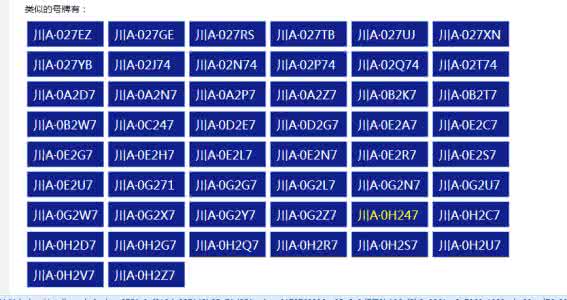 类似的号牌有：
川A·027EZ 川A·027GE 川A·027RS 川A·027TB 川A·027UJ 川A·027XN
川A·027YB 川A·02J74 川A·02N74 川A·02P74 川A·02Q74 川A·02T74
川A·0A2D7 川A·0A2N7 川A·0A2P7 川A·0A2Z7 川A·0B2K7 川A·0B2T7
川A·0B2W7 川A·0C247 川A·0D2E7 川A·0D2G7 川A·0E2A7 川A·0E2C7
川A·0E2G7 川A·0E2H7 川A·0E2L7 川A·0E2N7 川A·0E2R7 川A·0E2S7
川A·0E2U7 川A·0G271 川A·0G2G7 川A·0G2L7 川A·0G2N7 川A·0G2U7
川A·0G2W7 川A·0G2X7 川A·0G2Y7 川A·0G2Z7 川A·0H247 川A·0H2C7
川A·0H2D7 川A·0H2G7 川A·0H2Q7 川A·0H2R7 川A·0H2S7 川A·0H2U7
川A·0H2V7 川A·0H2Z7